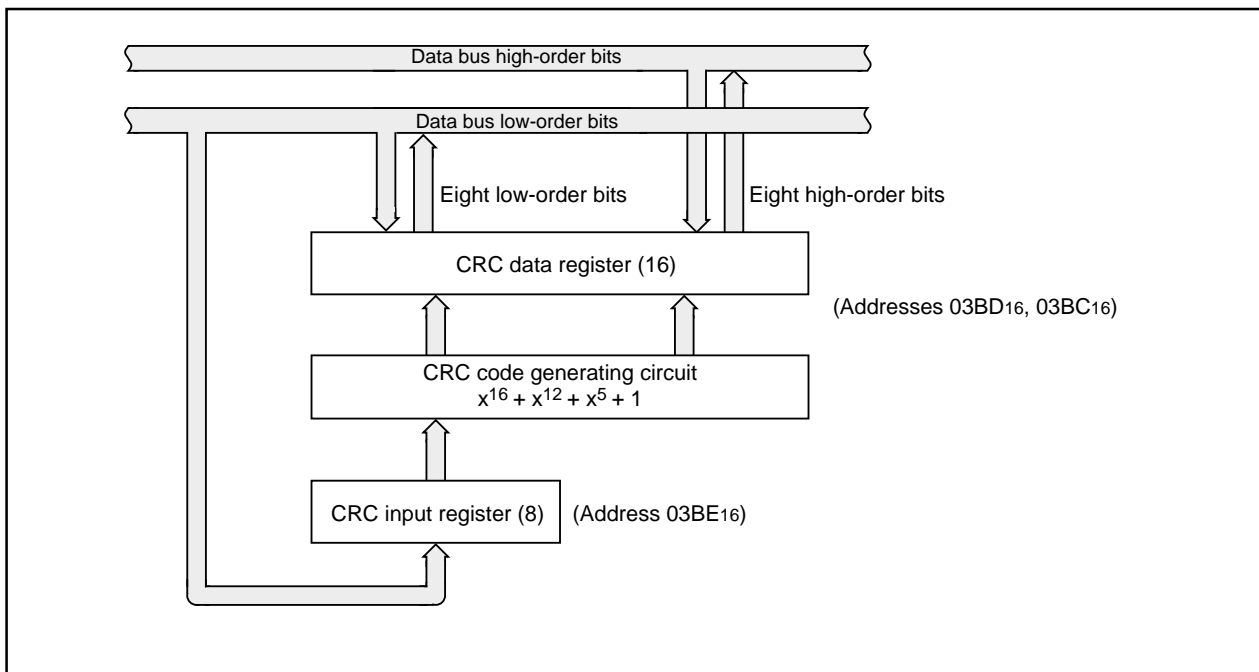 Data bus high-order bits
Data bus low-order bits
Eight low-order bits
Eight high-order bits
CRC data register (16)
(Addresses 03BD16, 03BC16)
CRC code generating circuit
x16 + x12 + x5 + 1
CRC input register (8)
(Address 03BE16)